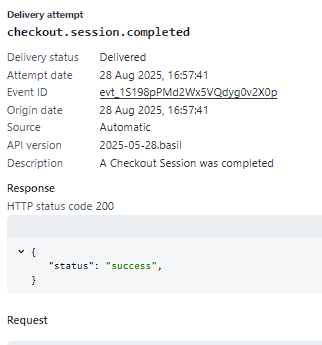 Delivery attempt
checkout.session.completed
Delivery status Delivered
Attempt date 28 Aug 2025, 16:57:41
Event ID evt_1S198pPMd2Wx5VQdyg0v2X0p
Origin date 28 Aug 2025, 16:57:41
Source Automatic
API version 2025-05-28.basil
Description A Checkout Session was completed
Response
HTTP status code 200
{
"status": "success",
}
Request